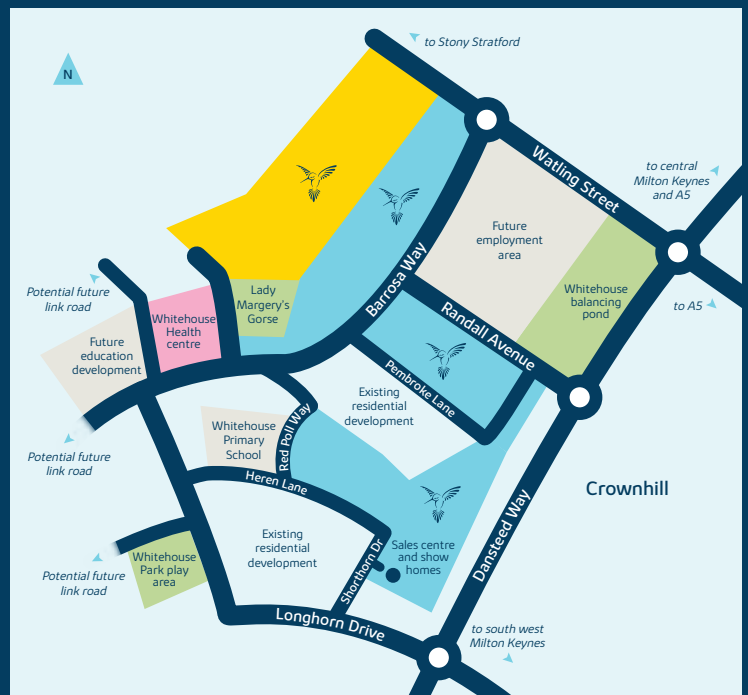 to Stony Stratford
N
Watling Street
to central
Milton Keynes
and A5
Future
employment
area
Barrosa Way
Whitehouse
balancing
pond
to A5
Potential future
link road
Lady
Margery's
Gorse
Whitehouse
Health
centre
Randall Avenue
Future
education
development
Pembroke Lane
Existing
residential
development
Red Poll Way
Whitehouse
Primary
School
Potential future
link road
Heren Lane
Crownhill
Dansteed Way
Existing
residential
development
Sales centre
and show
homes
Shorthorn Dr
Whitehouse
Park play
area
Potential future
link road
Longhorn Drive
to south west
Milton Keynes